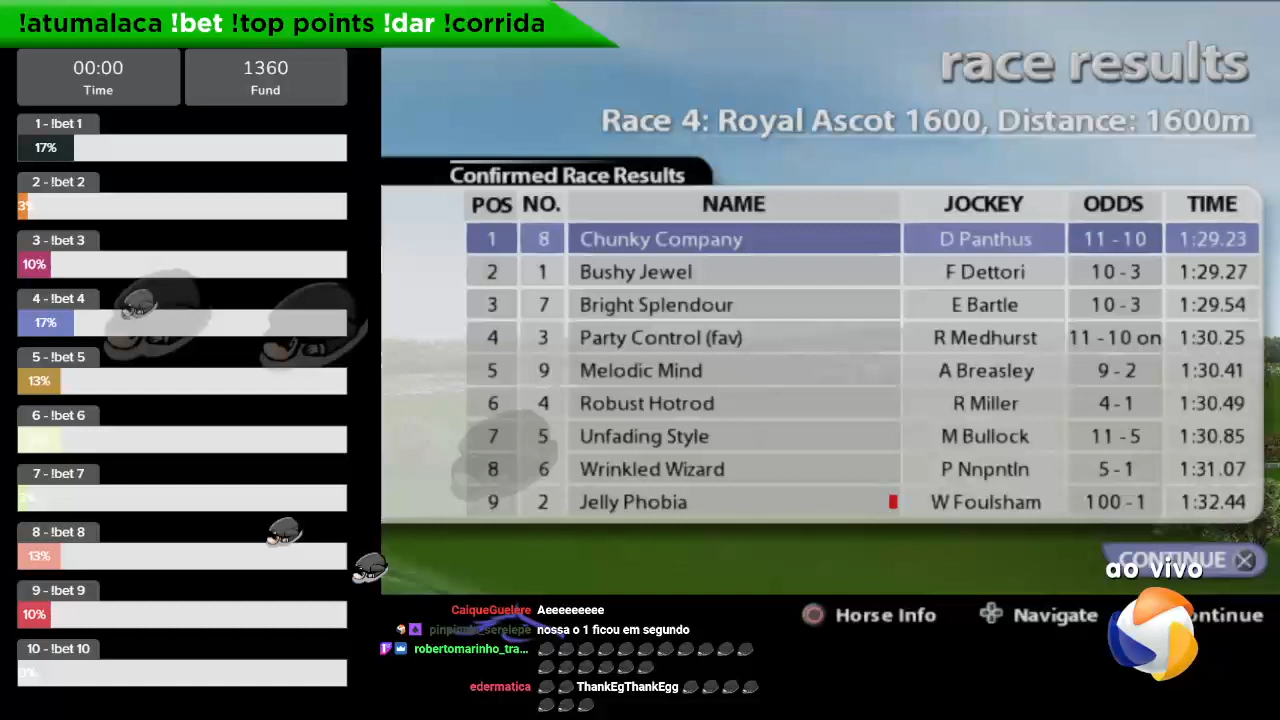 !atumalaca !bet !top points !dar !corrida
00:00
Time
1360
Fund
1 - !bet 1
17%
2 - !bet 2
3%
3 - !bet 3
10%
4 - !bet 4
17%
5 - !bet 5
13%
6 - !bet 6
7 - !bet 7
8 - !bet 8
13%
9 - !bet 9
10%
10 - !bet 10
0%
race results
Race 4: Royal Ascot 1600, Distance: 1600m
Confirmed Race Results
POS NO. NAME JOCKEY ODDS TIME
1 8 Chunky Company D Panthus 11 - 10 1:29.23
2 1 Bushy Jewel F Dettori 10 - 3 1:29.27
3 7 Bright Splendour E Bartle 10 - 3 1:29.54
4 3 Party Control (fav) R Medhurst 11 - 10 on 1:30.25
5 9 Melodic Mind A Breasley 9 - 2 1:30.41
6 4 Robust Hotrod R Miller 4 - 1 1:30.49
7 5 Unfading Style M Bullock 11 - 5 1:30.85
8 6 Wrinkled Wizard P Nnpntln 5 - 1 1:31.07
9 2 Jelly Phobia W Foulsham 100 - 1 1:32.44
CONTINUE
ao vivo
Horse Info Navigate ontinue
CaiqueGuelere Aeeeeeeeee
nossa o 1 ficou em segundo
robertomarinho_tra...
edermatica ThankEgThankEgg